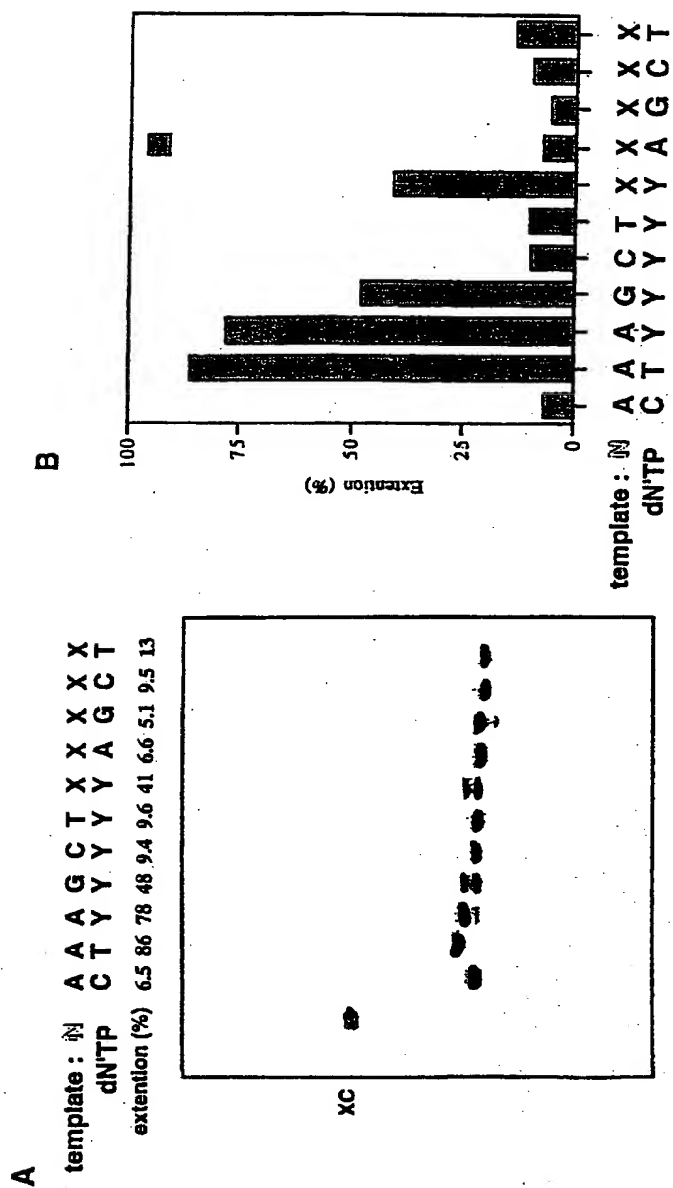 A
template : N A A A G C T X X X X X
dN'TP C T Y Y Y Y Y Y A G C T
extention (%) 6.5 86 78 48 9.4 9.6 41 6.6 5.1 9.5 13
XC
B
100
75
50
25
0
Extention (%)
template : N A A A G C T X X X X X
dN'TP C T Y Y Y Y Y A G C T